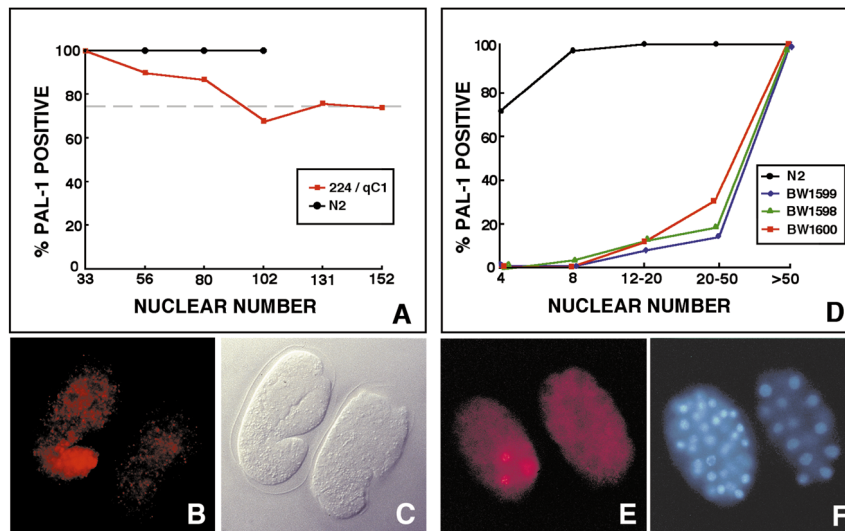 % PAL-1 POSITIVE
100
80
60
40
20
0
33 56 80 102 131 152
NUCLEAR NUMBER
224 / qC1
N2
A
% PAL-1 POSITIVE
100
80
60
40
20
0
4 8 12-20 20-50 >50
NUCLEAR NUMBER
N2
BW1599
BW1598
BW1600
D
B
C
E
F